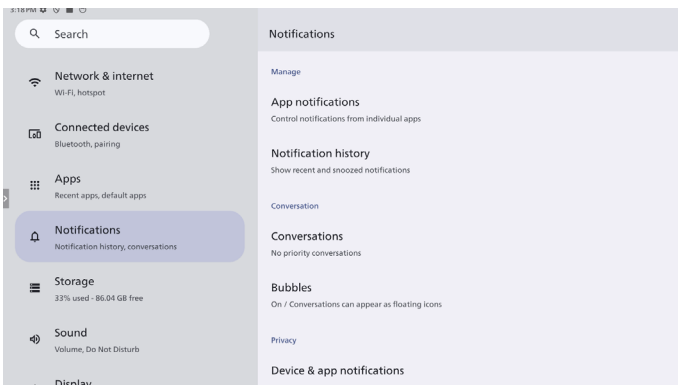 3:18 PM
Search
Network & internet
Wi-Fi, hotspot
Connected devices
Bluetooth, pairing
Apps
Recent apps, default apps
Notifications
Notification history, conversations
Storage
33% used - 86.04 GB free
Sound
Volume, Do Not Disturb
Display
Notifications
Manage
App notifications
Control notifications from individual apps
Notification history
Show recent and snoozed notifications
Conversation
Conversations
No priority conversations
Bubbles
On / Conversations can appear as floating icons
Privacy
Device & app notifications